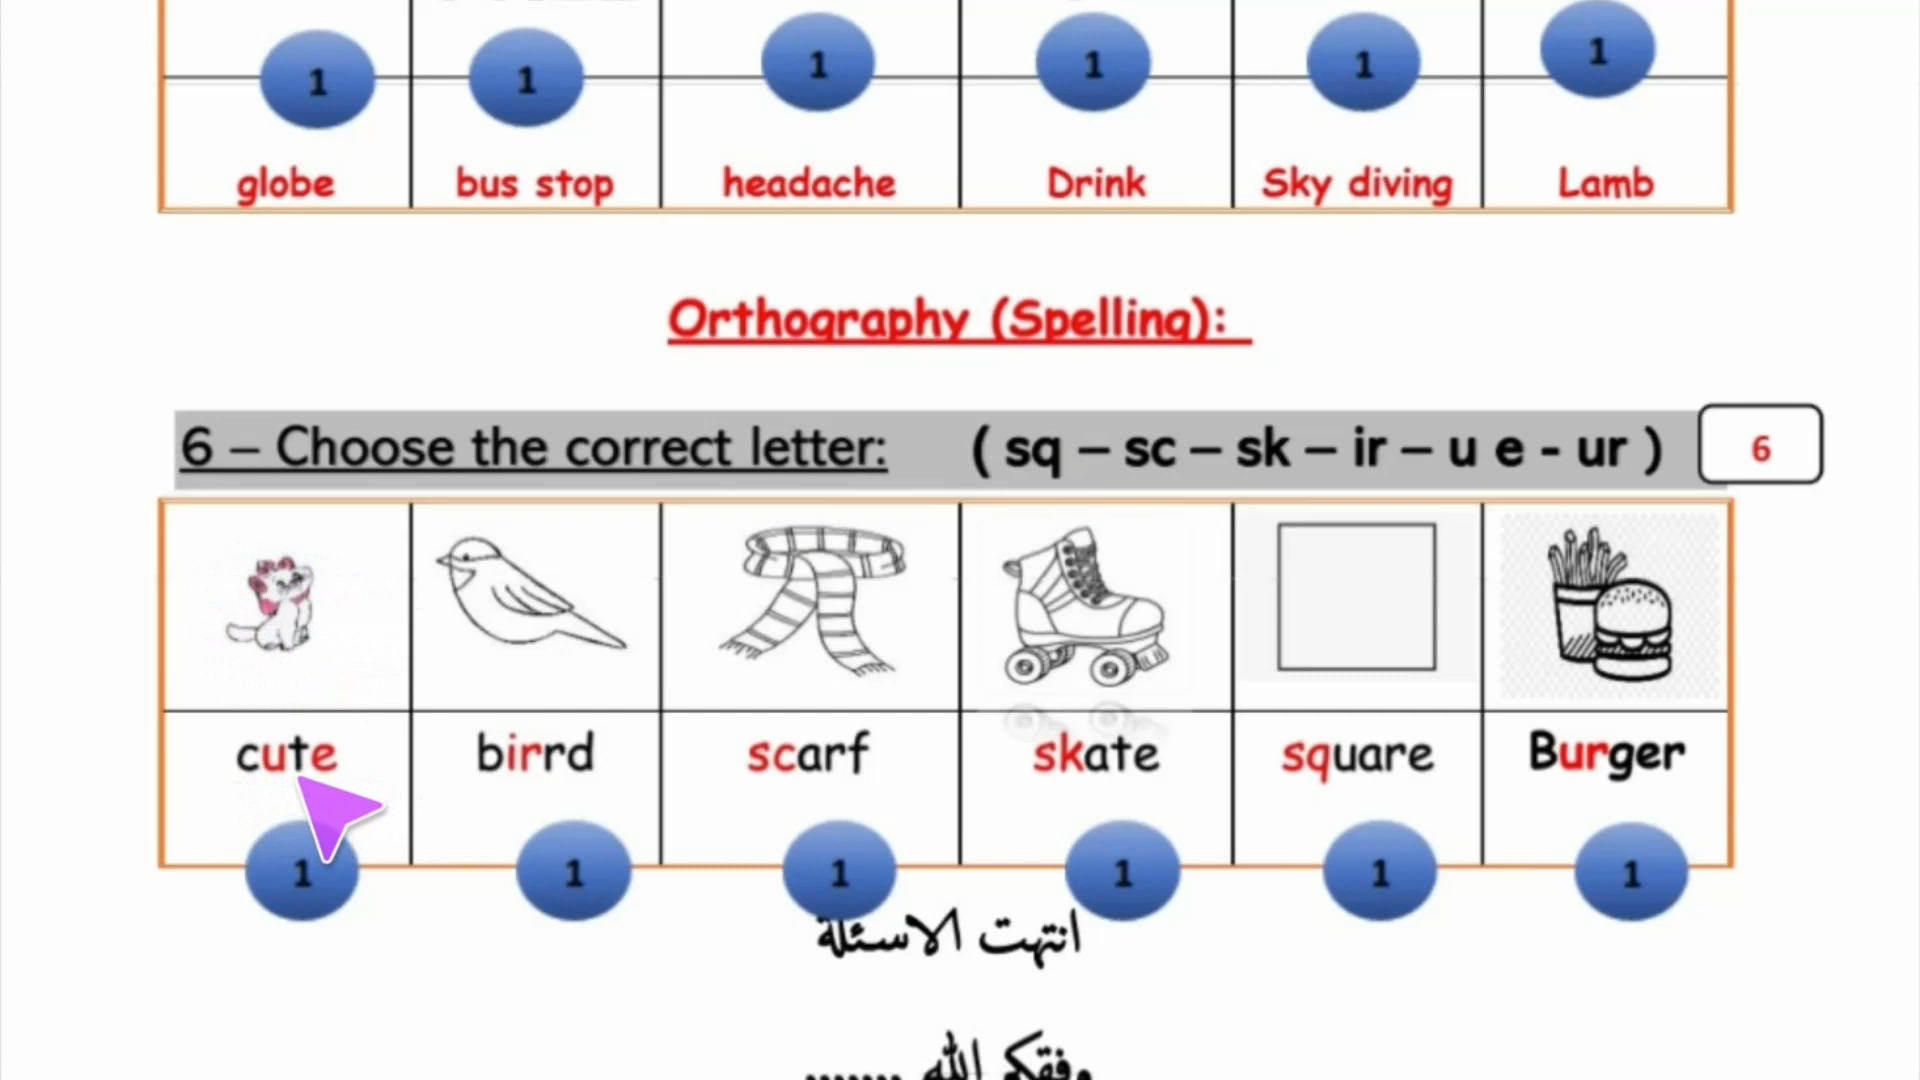 1 1 1 1 1 1
globe bus stop headache Drink Sky diving Lamb
Orthography (Spelling):
6 – Choose the correct letter: ( sq – sc – sk – ir – u e - ur ) 6
cute birrd scarf skate square Burger
1 1 1 1 1 1
انتهت الاسئلة
وفقكم الله .......